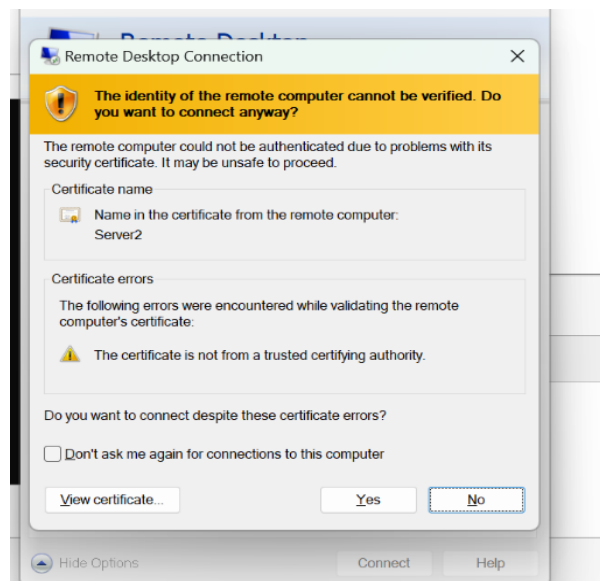 Remote Desktop
Remote Desktop Connection
The identity of the remote computer cannot be verified. Do
you want to connect anyway?
The remote computer could not be authenticated due to problems with its
security certificate. It may be unsafe to proceed.
Certificate name
Name in the certificate from the remote computer:
Server2
Certificate errors
The following errors were encountered while validating the remote
computer's certificate:
The certificate is not from a trusted certifying authority.
Do you want to connect despite these certificate errors?
Don't ask me again for connections to this computer
View certificate...
Yes
No
Hide Options
Connect
Help